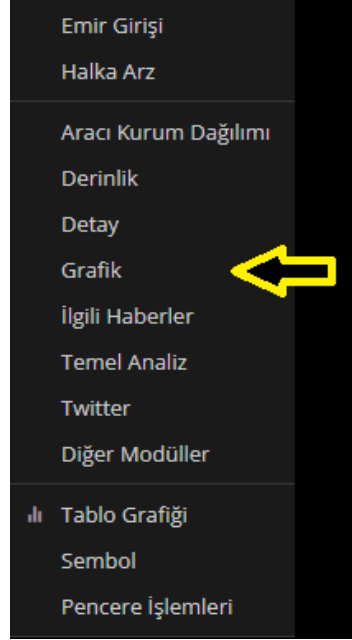 Emir Girişi
Halka Arz
Aracı Kurum Dağılımı
Derinlik
Detay
Grafik
İlgili Haberler
Temel Analiz
Twitter
Diğer Modüller
Tablo Grafiği
Sembol
Pencere İşlemleri